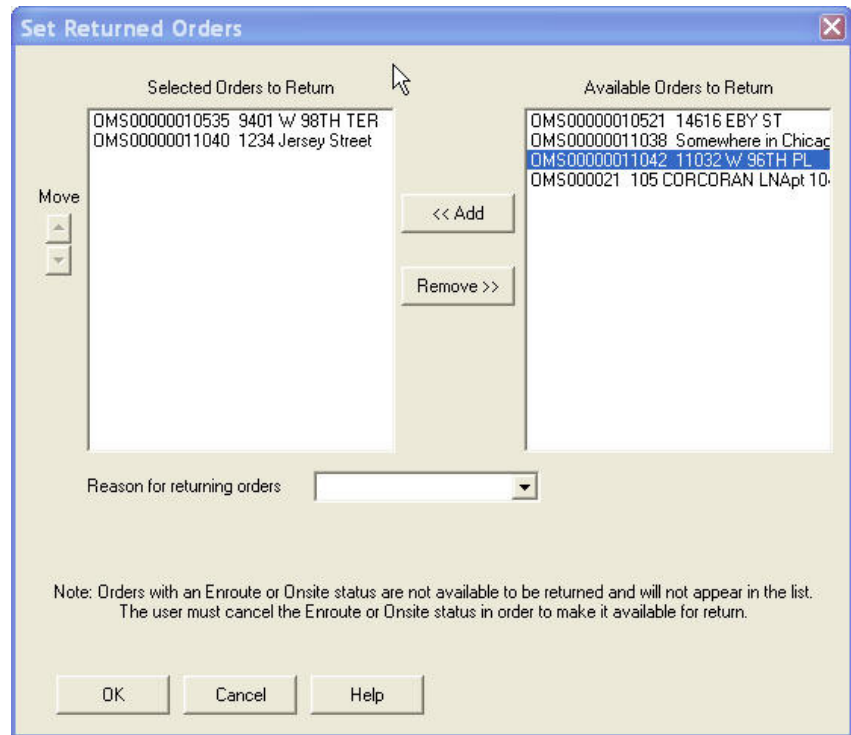 Set Returned Orders
Selected Orders to Return
OMS00000010535 9401 W 98TH TER
OMS00000011040 1234 Jersey Street
Move
<< Add
Remove >>
Available Orders to Return
OMS00000010521 14616 EBY ST
OMS00000011038 Somewhere in Chicag
OMS00000011042 11032 W 96TH PL
OMS000021 105 CORCORAN LNApt 10
Reason for returning orders
Note: Orders with an Enroute or Onsite status are not available to be returned and will not appear in the list.
The user must cancel the Enroute or Onsite status in order to make it available for return.
OK
Cancel
Help